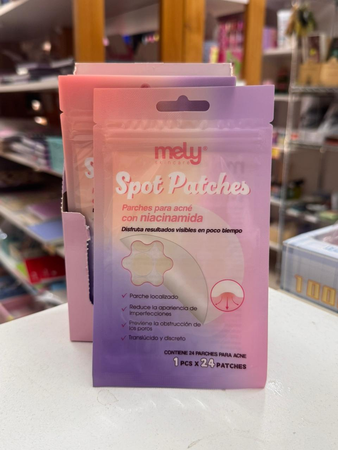 mely
Spot Patches
Parches para acné
con niacinamida
Disfruta resultados visibles en poco tiempo
Parche localizado
Reduce la apariencia de
imperfecciones
Previene la obstrucción de
los poros
Translúcido y discreto
CONTIENE 24 PARCHES PARA ACNÉ
1 PCS X 24 PATCHES